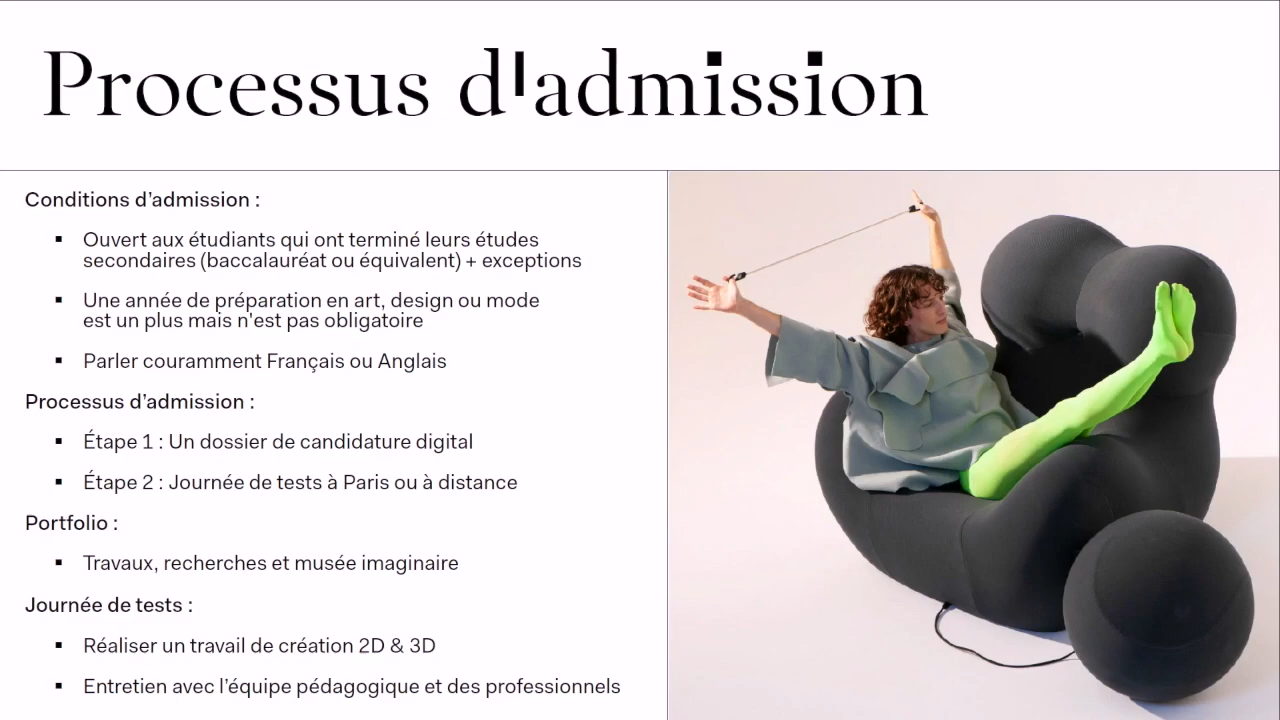 Processus d'admission
Conditions d’admission :
▪ Ouvert aux étudiants qui ont terminé leurs études
secondaires (baccalauréat ou équivalent) + exceptions
▪ Une année de préparation en art, design ou mode
est un plus mais n'est pas obligatoire
▪ Parler couramment Français ou Anglais
Processus d’admission :
▪ Étape 1 : Un dossier de candidature digital
▪ Étape 2 : Journée de tests à Paris ou à distance
Portfolio :
▪ Travaux, recherches et musée imaginaire
Journée de tests :
▪ Réaliser un travail de création 2D & 3D
▪ Entretien avec l’équipe pédagogique et des professionnels